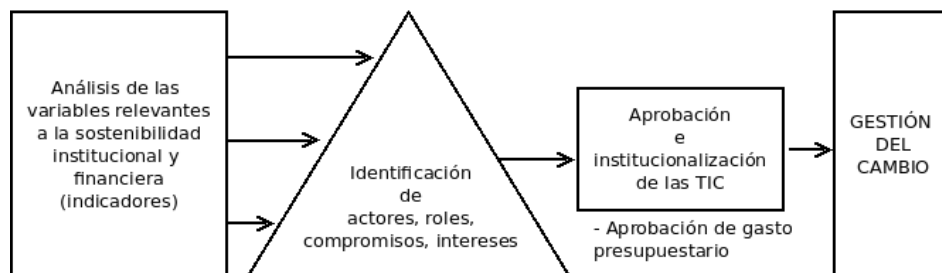 Análisis de las
variables relevantes
a la sostenibilidad
institucional y
financiera
(indicadores)
Identificación
de
actores, roles,
compromisos, intereses
Aprobación
e
institucionalización
de las TIC
- Aprobación de gasto
presupuestario
GESTIÓN
DEL
CAMBIO